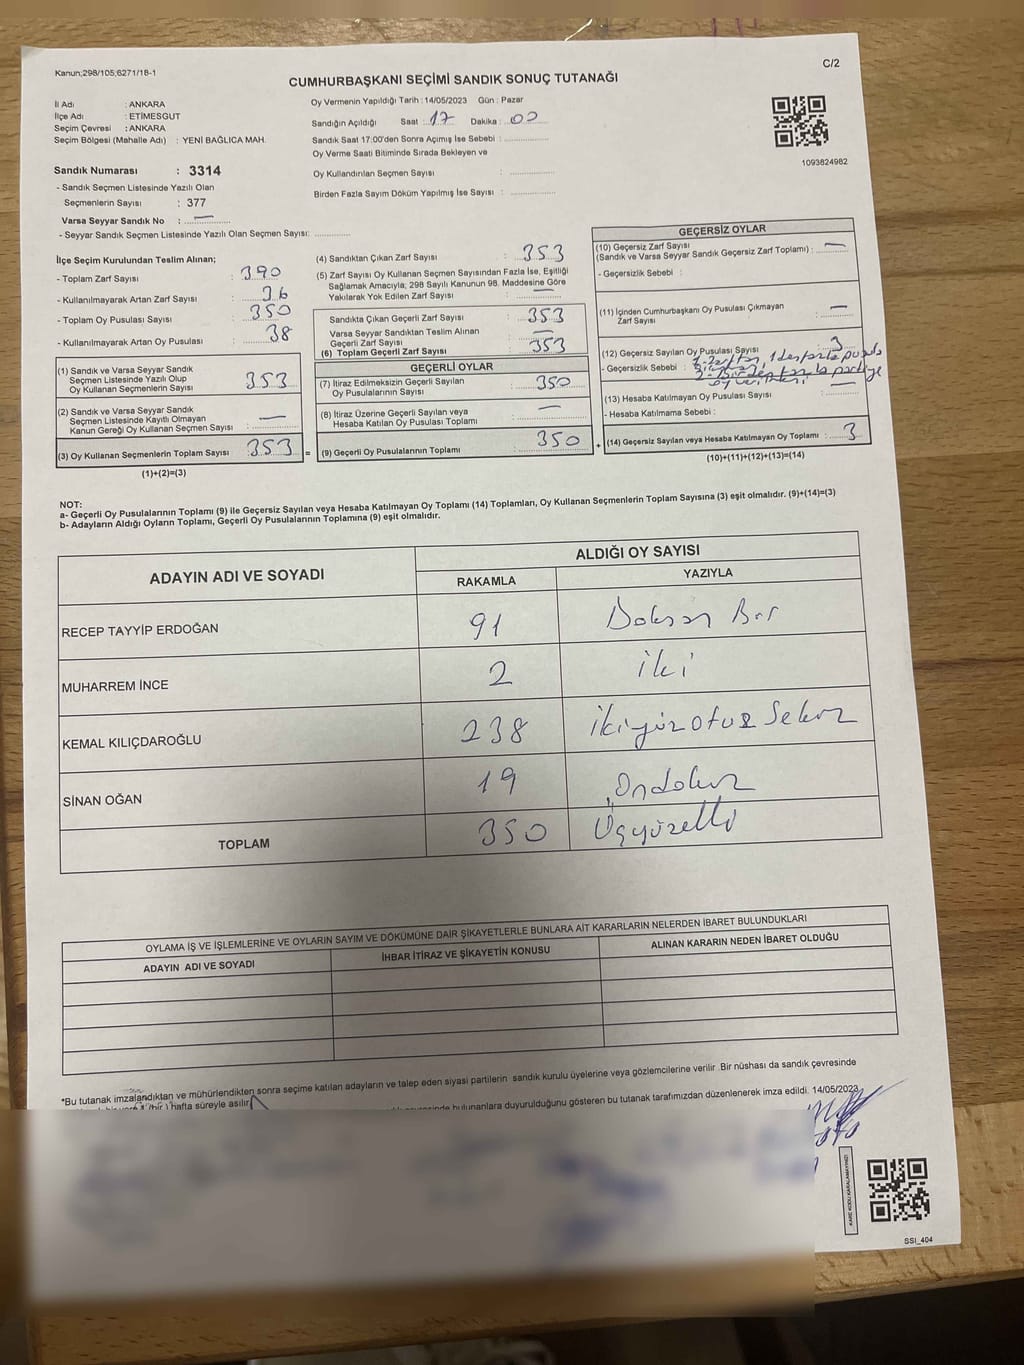 Kanun;298/105;6271/18-1
C/2
CUMHURBAŞKANI SEÇİMİ SANDIK SONUÇ TUTANAĞI
İl Adı : ANKARA
İlçe Adı : ETİMESGUT
Seçim Çevresi : ANKARA
Seçim Bölgesi (Mahalle Adı) : YENİ BAĞLICA MAH.
Oy Vermenin Yapıldığı Tarih : 14/05/2023 Gün : Pazar
Sandığın Açıldığı Saat : 17 Dakika : 00
Sandık Saat 17:00'den Sonra Açımış İse Sebebi :
Oy Verme Saati Bitiminde Sırada Bekleyen ve
Oy Kullandırılan Seçmen Sayısı :
Birden Fazla Sayım Döküm Yapılmış İse Sayısı :
1093824982
Sandık Numarası : 3314
- Sandık Seçmen Listesinde Yazılı Olan
Seçmenlerin Sayısı : 377
Varsa Seyyar Sandık No : —
- Seyyar Sandık Seçmen Listesinde Yazılı Olan Seçmen Sayısı:
İlçe Seçim Kurulundan Teslim Alınan;
- Toplam Zarf Sayısı : 390
- Kullanılmayarak Artan Zarf Sayısı : 36
- Toplam Oy Pusulası Sayısı : 350
- Kullanılmayarak Artan Oy Pusulası : 38
(1) Sandık ve Varsa Seyyar Sandık
Seçmen Listesinde Yazılı Olup
Oy Kullanan Seçmenlerin Sayısı : 353
(2) Sandık ve Varsa Seyyar Sandık
Seçmen Listesinde Kayıtlı Olmayan
Kanun Gereği Oy Kullanan Seçmen Sayısı : —
(3) Oy Kullanan Seçmenlerin Toplam Sayısı : 353 =
(1)+(2)=(3)
(4) Sandıktan Çıkan Zarf Sayısı : 353
(5) Zarf Sayısı Oy Kullanan Seçmen Sayısından Fazla İse, Eşitliği
Sağlamak Amacıyla; 298 Sayılı Kanunun 98. Maddesine Göre
Yakılarak Yok Edilen Zarf Sayısı : —
Sandıkta Çıkan Geçerli Zarf Sayısı : 353
Varsa Seyyar Sandıktan Teslim Alınan
Geçerli Zarf Sayısı : —
(6) Toplam Geçerli Zarf Sayısı : 353
GEÇERLİ OYLAR
(7) İtiraz Edilmeksizin Geçerli Sayılan
Oy Pusulalarının Sayısı : 350
(8) İtiraz Üzerine Geçerli Sayılan veya
Hesaba Katılan Oy Pusulası Toplamı : —
(9) Geçerli Oy Pusulalarının Toplamı : 350 +
GEÇERSİZ OYLAR
(10) Geçersiz Zarf Sayısı
(Sandık ve Varsa Seyyar Sandık Geçersiz Zarf Toplamı) : —
- Geçersizlik Sebebi :
(11) İçinden Cumhurbaşkanı Oy Pusulası Çıkmayan
Zarf Sayısı : —
(12) Geçersiz Sayılan Oy Pusulası Sayısı : 3
- Geçersizlik Sebebi : 1 den fazla pusula
(13) Hesaba Katılmayan Oy Pusulası Sayısı : —
- Hesaba Katılmama Sebebi :
(14) Geçersiz Sayılan veya Hesaba Katılmayan Oy Toplamı : 3
(10)+(11)+(12)+(13)=(14)
NOT:
a- Geçerli Oy Pusulalarının Toplamı (9) ile Geçersiz Sayılan veya Hesaba Katılmayan Oy Toplamı (14) Toplamları, Oy Kullanan Seçmenlerin Toplam Sayısına (3) eşit olmalıdır. (9)+(14)=(3)
b- Adayların Aldığı Oyların Toplamı, Geçerli Oy Pusulalarının Toplamına (9) eşit olmalıdır.
ADAYIN ADI VE SOYADI
ALDIĞI OY SAYISI
RAKAMLA YAZIYLA
RECEP TAYYİP ERDOĞAN 91 Doksan Bir
MUHARREM İNCE 2 iki
KEMAL KILIÇDAROĞLU 238 ikiyüzotuz Sekiz
SİNAN OĞAN 19 Ondokuz
TOPLAM 350 Üçyüzelli
OYLAMA İŞ VE İŞLEMLERİNE VE OYLARIN SAYIM VE DÖKÜMÜNE DAİR ŞİKAYETLERLE BUNLARA AİT KARARLARIN NELERDEN İBARET BULUNDUKLARI
ADAYIN ADI VE SOYADI İHBAR İTİRAZ VE ŞİKAYETİN KONUSU ALINAN KARARIN NEDEN İBARET OLDUĞU
*Bu tutanak imzalandıktan ve mühürlendikten sonra seçime katılan adayların ve talep eden siyasi partilerin sandık kurulu üyelerine veya gözlemcilerine verilir .Bir nüshası da sandık çevresinde
(bir ) hafta süreyle asılır bulunanlara duyurulduğunu gösteren bu tutanak tarafımızdan düzenlenerek imza edildi. 14/05/2023
KARE KODU KARALAMAYINIZ!
SSI_404